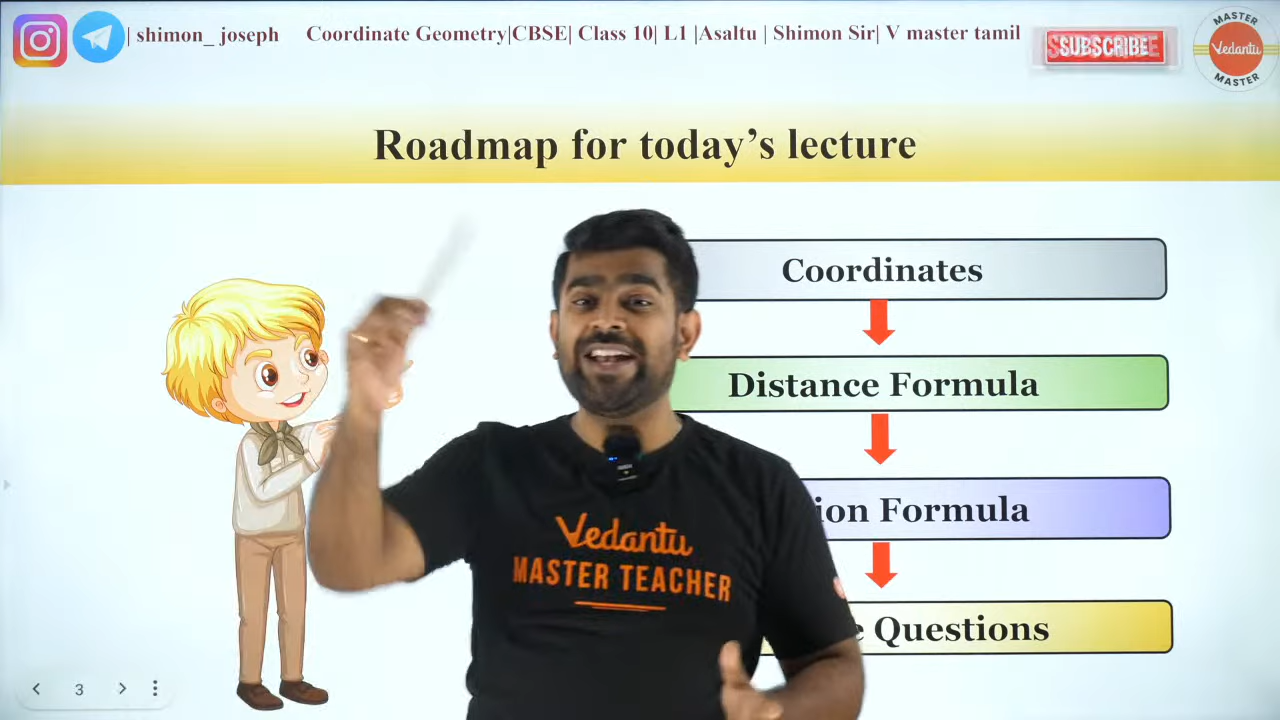 | shimon_ joseph
Coordinate Geometry|CBSE| Class 10| L1 |Asaltu | Shimon Sir| V master tamil
SUBSCRIBE
MASTER
Vedantu
MASTER
Roadmap for today's lecture
Coordinates
Distance Formula
ion Formula
e Questions
Vedantu
MASTER TEACHER
3